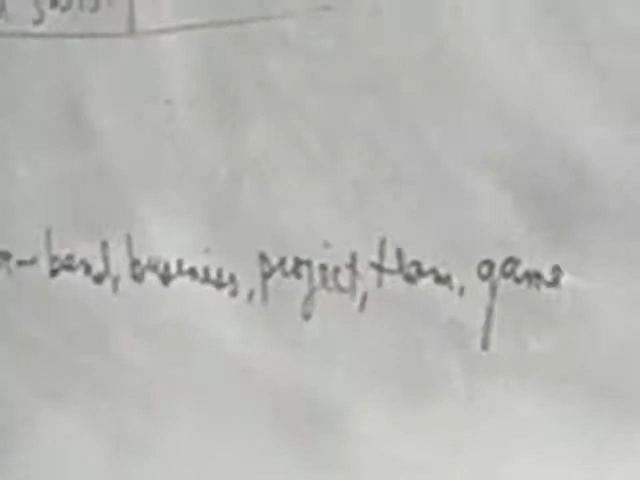 - band, business, project, team, game